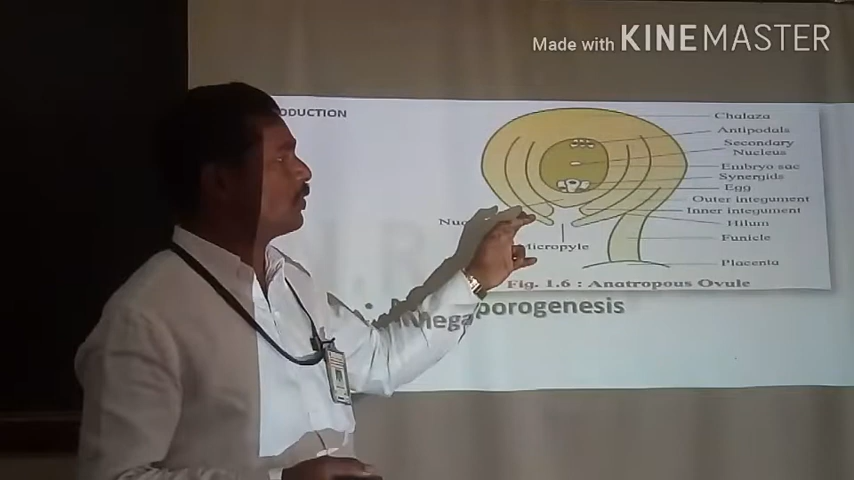 Made with KINEMASTER
ODUCTION
Chalaza
Antipodals
Secondary
Nucleus
Embryo sac
Synergids
Egg
Outer integument
Inner integument
Nuc
Hilum
Micropyle
Funicle
Placenta
Fig. 1.6 : Anatropous Ovule
Megasporogenesis